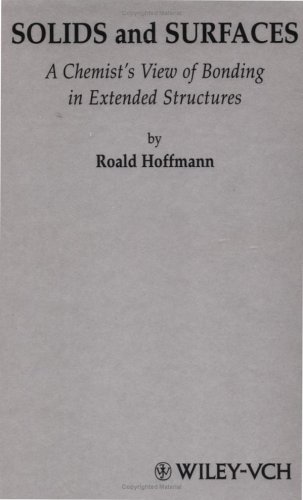 SOLIDS and SURFACES
A Chemist's View of Bonding
in Extended Structures
by
Roald Hoffmann
WILEY-VCH